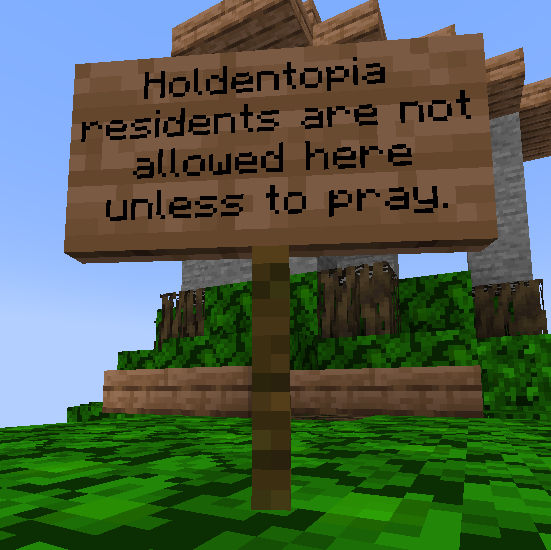 Holdentopia
residents are not
allowed here
unless to pray.